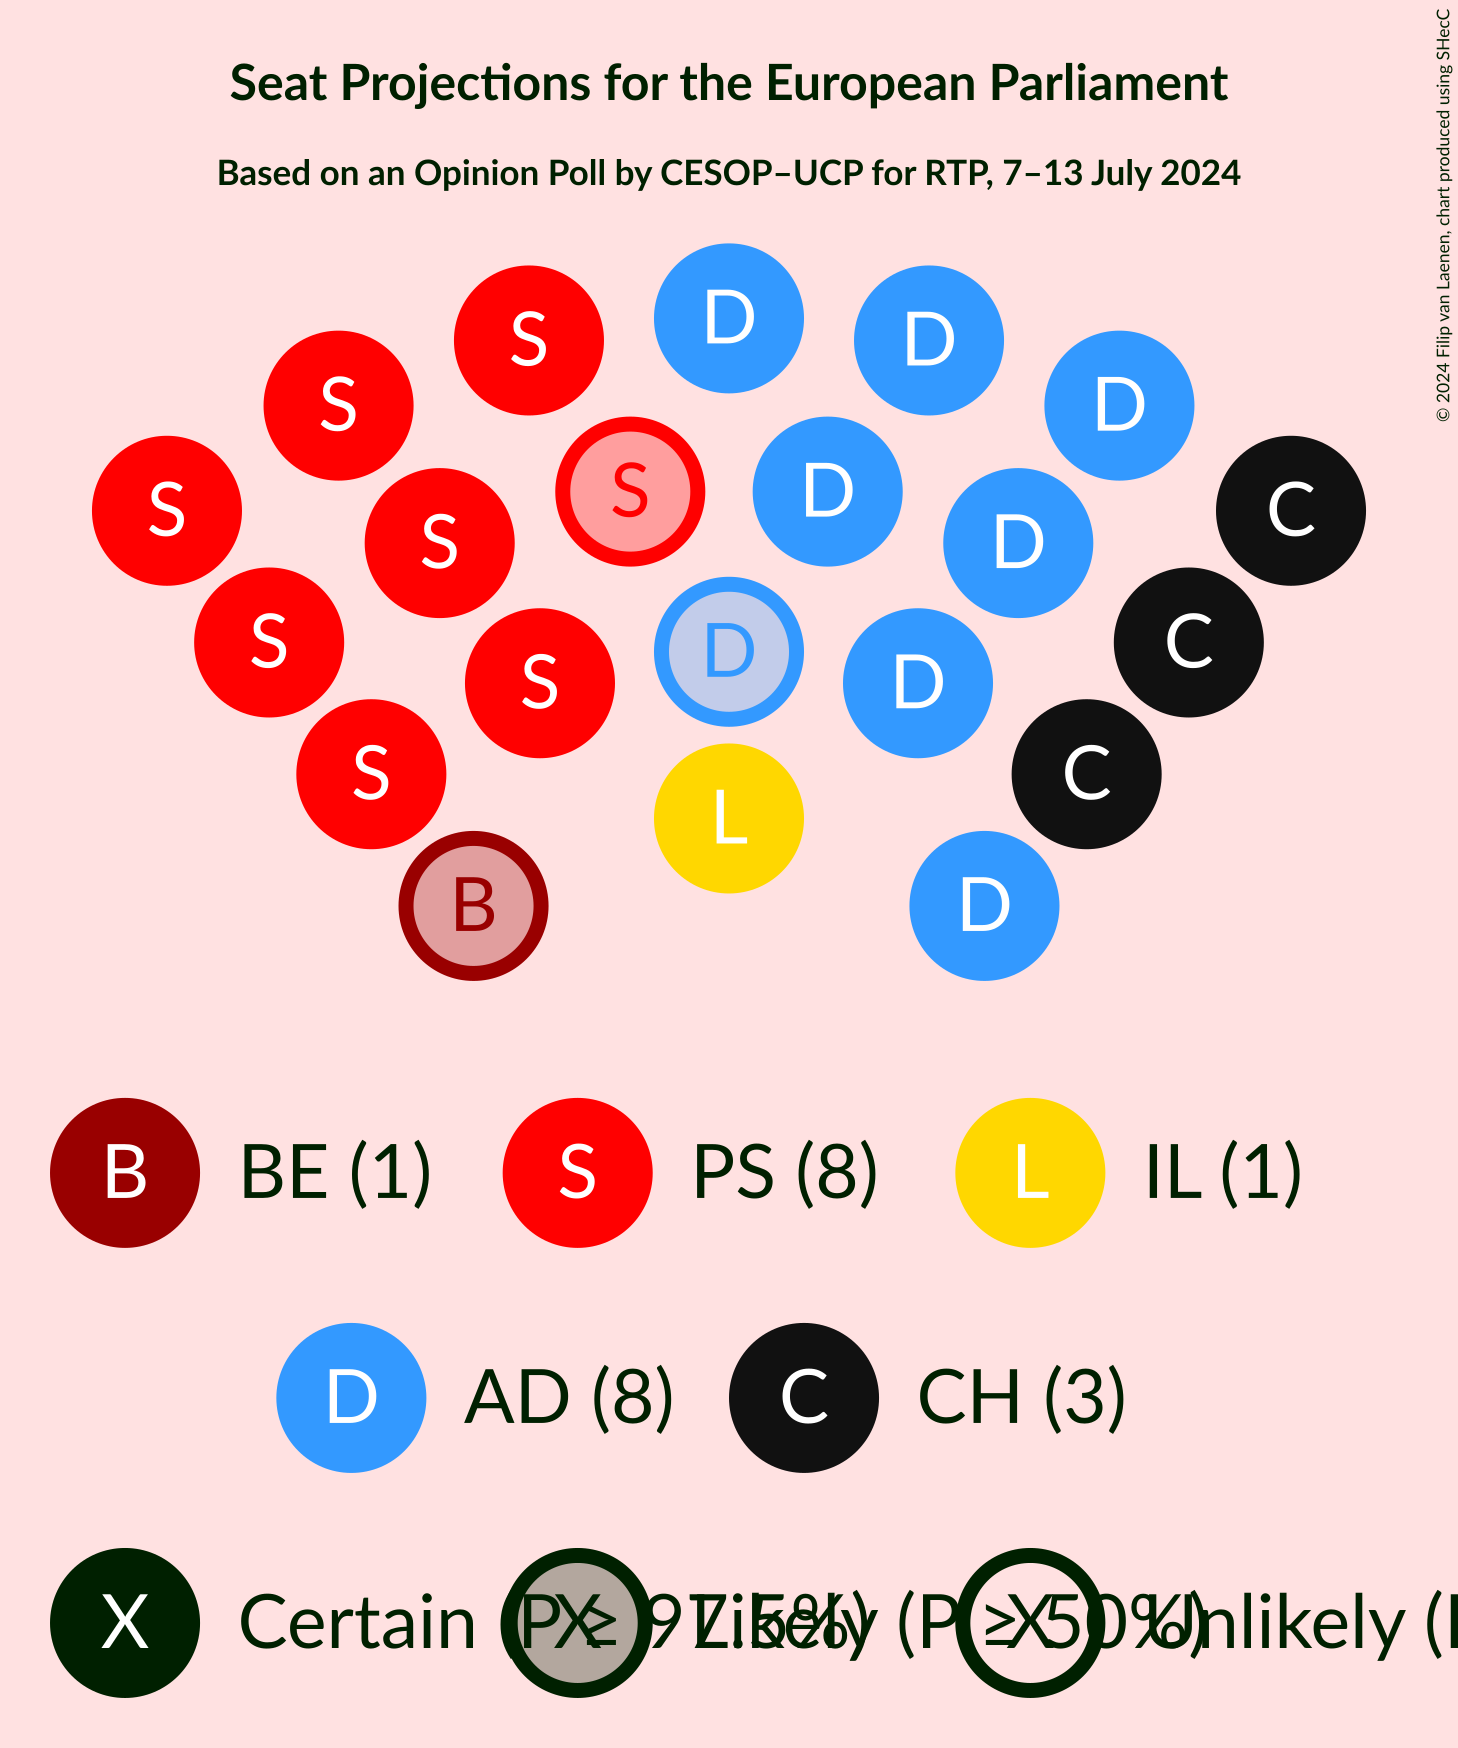 Seat Projections for the European Parliament
Based on an Opinion Poll by CESOP–UCP for RTP, 7–13 July 2024
© 2024 Filip van Laenen, chart produced using SHecC
D
S D
S D
S S D C
S D
S D C
S D
S C
L
B D
B BE (1) S PS (8) L IL (1)
D AD (8) C CH (3)
X Certain (P ≥ 97.5%) X Likely (P ≥ 50%) X Unlikely (